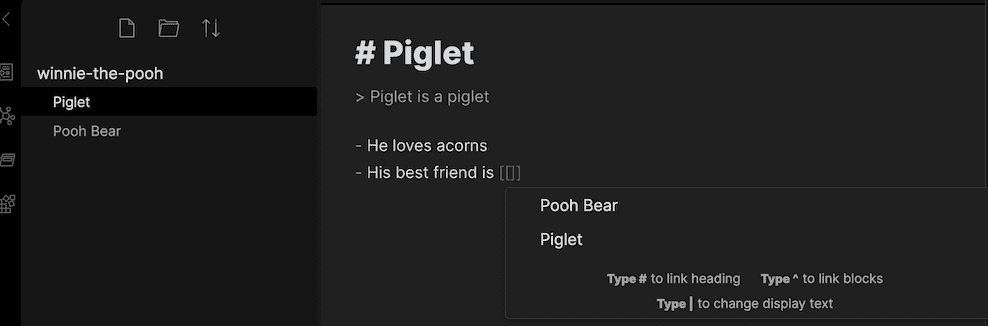 winnie-the-pooh
Piglet
Pooh Bear
# Piglet
> Piglet is a piglet
- He loves acorns
- His best friend is [[]]
Pooh Bear
Piglet
Type # to link heading Type ^ to link blocks
Type | to change display text